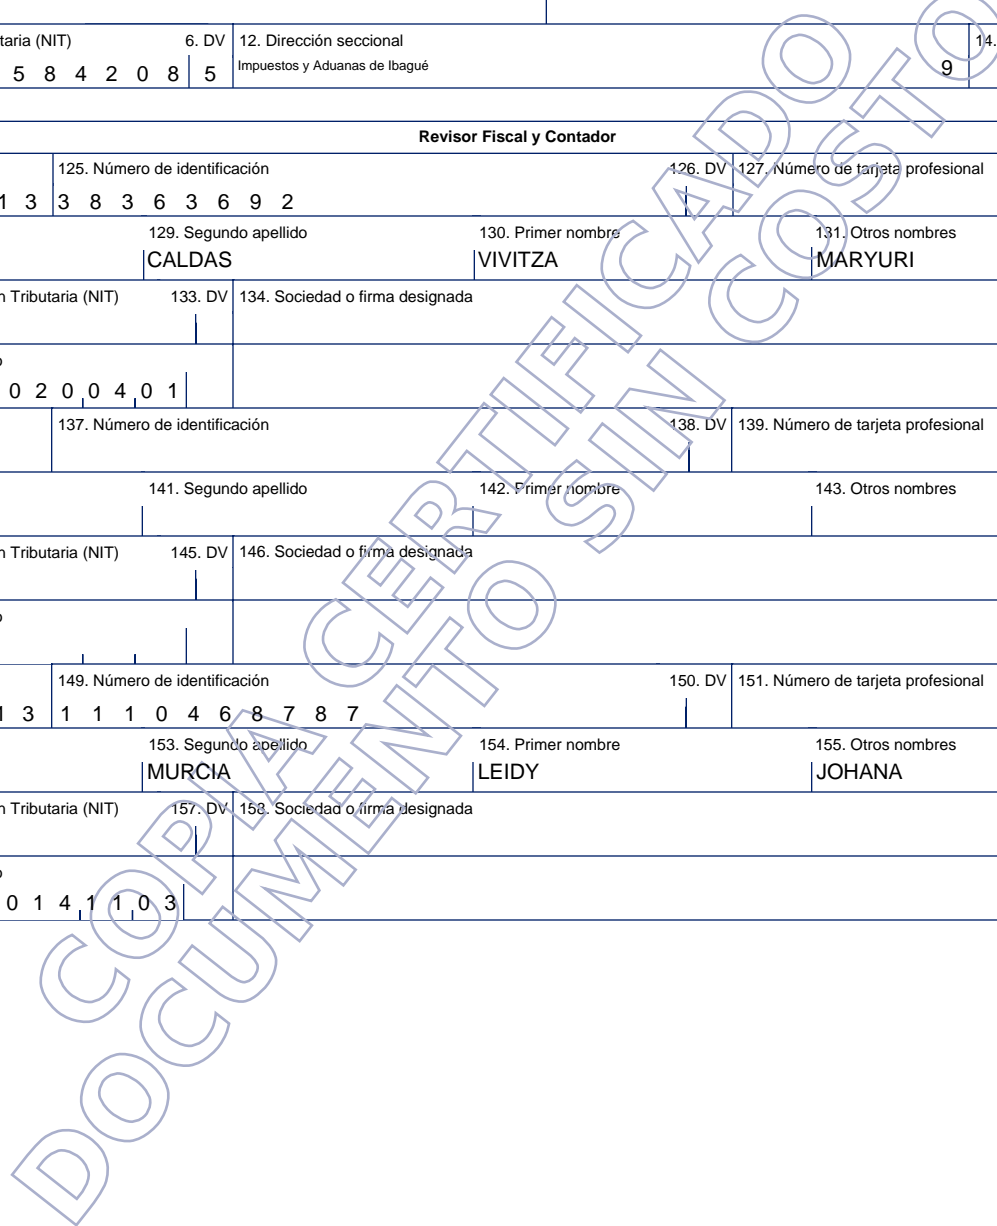 taria (NIT) 6. DV 12. Dirección seccional 14.
5 8 4 2 0 8 5 Impuestos y Aduanas de Ibagué 9
Revisor Fiscal y Contador
125. Número de identificación 126. DV 127. Número de tarjeta profesional
1 3 3 8 3 6 3 6 9 2
129. Segundo apellido 130. Primer nombre 131. Otros nombres
CALDAS VIVITZA MARYURI
n Tributaria (NIT) 133. DV 134. Sociedad o firma designada
o
0 2 0 0 4 0 1
137. Número de identificación 138. DV 139. Número de tarjeta profesional
141. Segundo apellido 142. Primer nombre 143. Otros nombres
n Tributaria (NIT) 145. DV 146. Sociedad o firma designada
o
149. Número de identificación 150. DV 151. Número de tarjeta profesional
1 3 1 1 1 0 4 6 8 7 8 7
153. Segundo apellido 154. Primer nombre 155. Otros nombres
MURCIA LEIDY JOHANA
n Tributaria (NIT) 157. DV 158. Sociedad o firma designada
o
0 1 4 1 1 0 3
COPIA CERTIFICADO
DOCUMENTO SIN COSTO